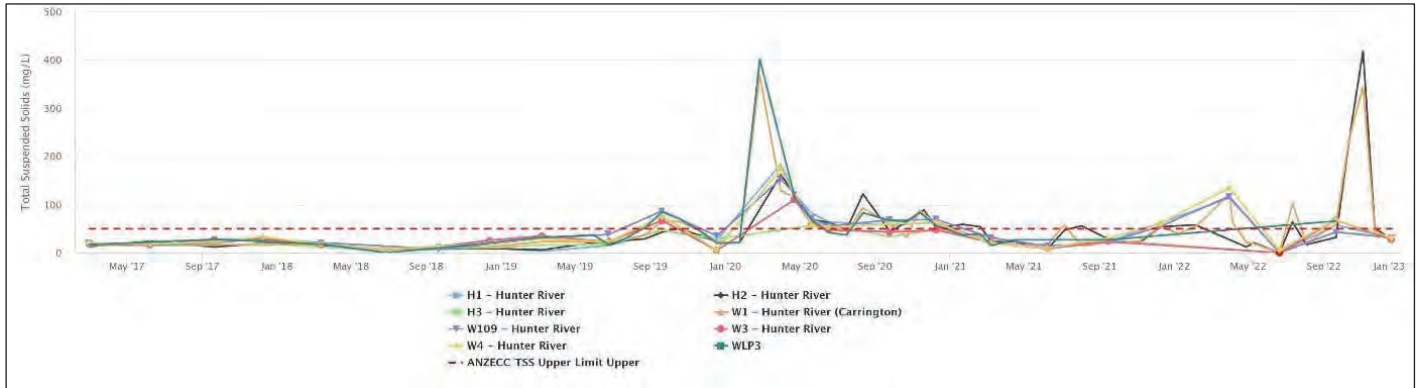 500
400
300
200
100
0
Total Suspended Solids (mg/L)
May '17 Sep '17 Jan '18 May '18 Sep '18 Jan '19 May '19 Sep '19 Jan '20 May '20 Sep '20 Jan '21 May '21 Sep '21 Jan '22 May '22 Sep '22 Jan '23
H1 – Hunter River H2 – Hunter River
H3 – Hunter River W1 – Hunter River (Carrington)
W109 – Hunter River W3 – Hunter River
W4 – Hunter River WLP3
ANZECC TSS Upper Limit Upper